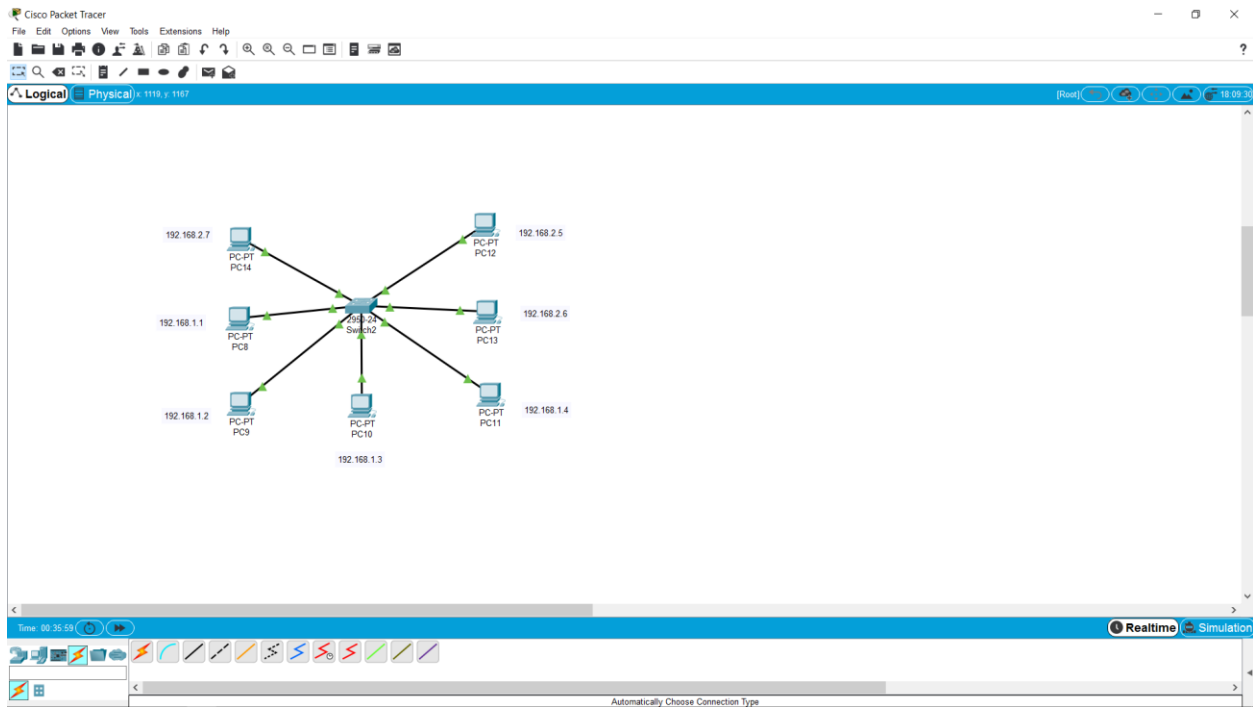 Cisco Packet Tracer
File Edit Options View Tools Extensions Help
?
Logical Physical x: 1119, y: 1167 [Root] 18:09:30
192.168.2.7
PC-PT
PC14
192.168.2.5
PC-PT
PC12
192.168.1.1
PC-PT
PC8
2950-24
Switch2
192.168.2.6
PC-PT
PC13
192.168.1.2
PC-PT
PC9
PC-PT
PC10
192.168.1.3
PC-PT
PC11
192.168.1.4
Time: 00:35:59 Realtime Simulation
Automatically Choose Connection Type